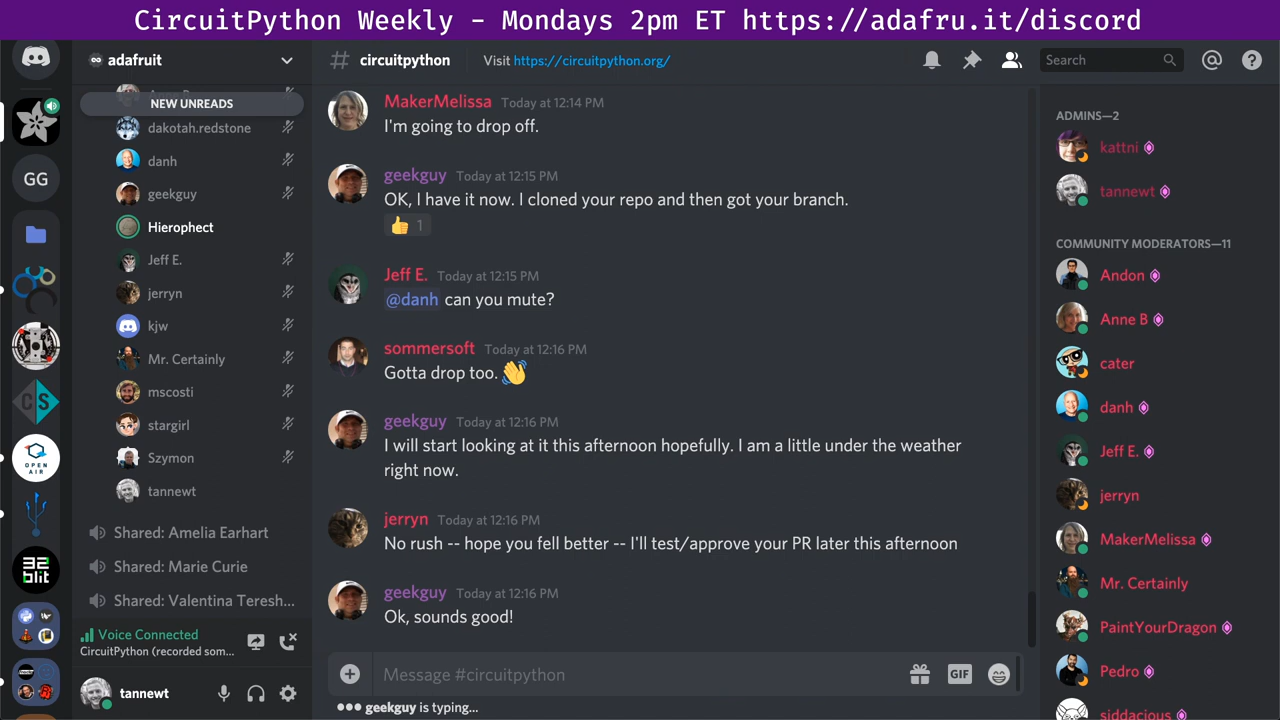 CircuitPython Weekly - Mondays 2pm ET https://adafru.it/discord
adafruit
NEW UNREADS
dakotah.redstone
danh
geekguy
Hierophect
Jeff E.
jerryn
kjw
Mr. Certainly
mscosti
stargirl
Szymon
tannewt
Shared: Amelia Earhart
Shared: Marie Curie
Shared: Valentina Teresh...
Voice Connected
CircuitPython (recorded som...
tannewt
GG
CS
OPEN
AIR
32
blit
# circuitpython
Visit https://circuitpython.org/
Search
MakerMelissa Today at 12:14 PM
I'm going to drop off.
geekguy Today at 12:15 PM
OK, I have it now. I cloned your repo and then got your branch.
👍 1
Jeff E. Today at 12:15 PM
@danh can you mute?
sommersoft Today at 12:16 PM
Gotta drop too. 👋
geekguy Today at 12:16 PM
I will start looking at it this afternoon hopefully. I am a little under the weather
right now.
jerryn Today at 12:16 PM
No rush -- hope you fell better -- I'll test/approve your PR later this afternoon
geekguy Today at 12:16 PM
Ok, sounds good!
Message #circuitpython
GIF
geekguy is typing...
ADMINS—2
kattni
tannewt
COMMUNITY MODERATORS—11
Andon
Anne B
cater
danh
Jeff E.
jerryn
MakerMelissa
Mr. Certainly
PaintYourDragon
Pedro
siddacious